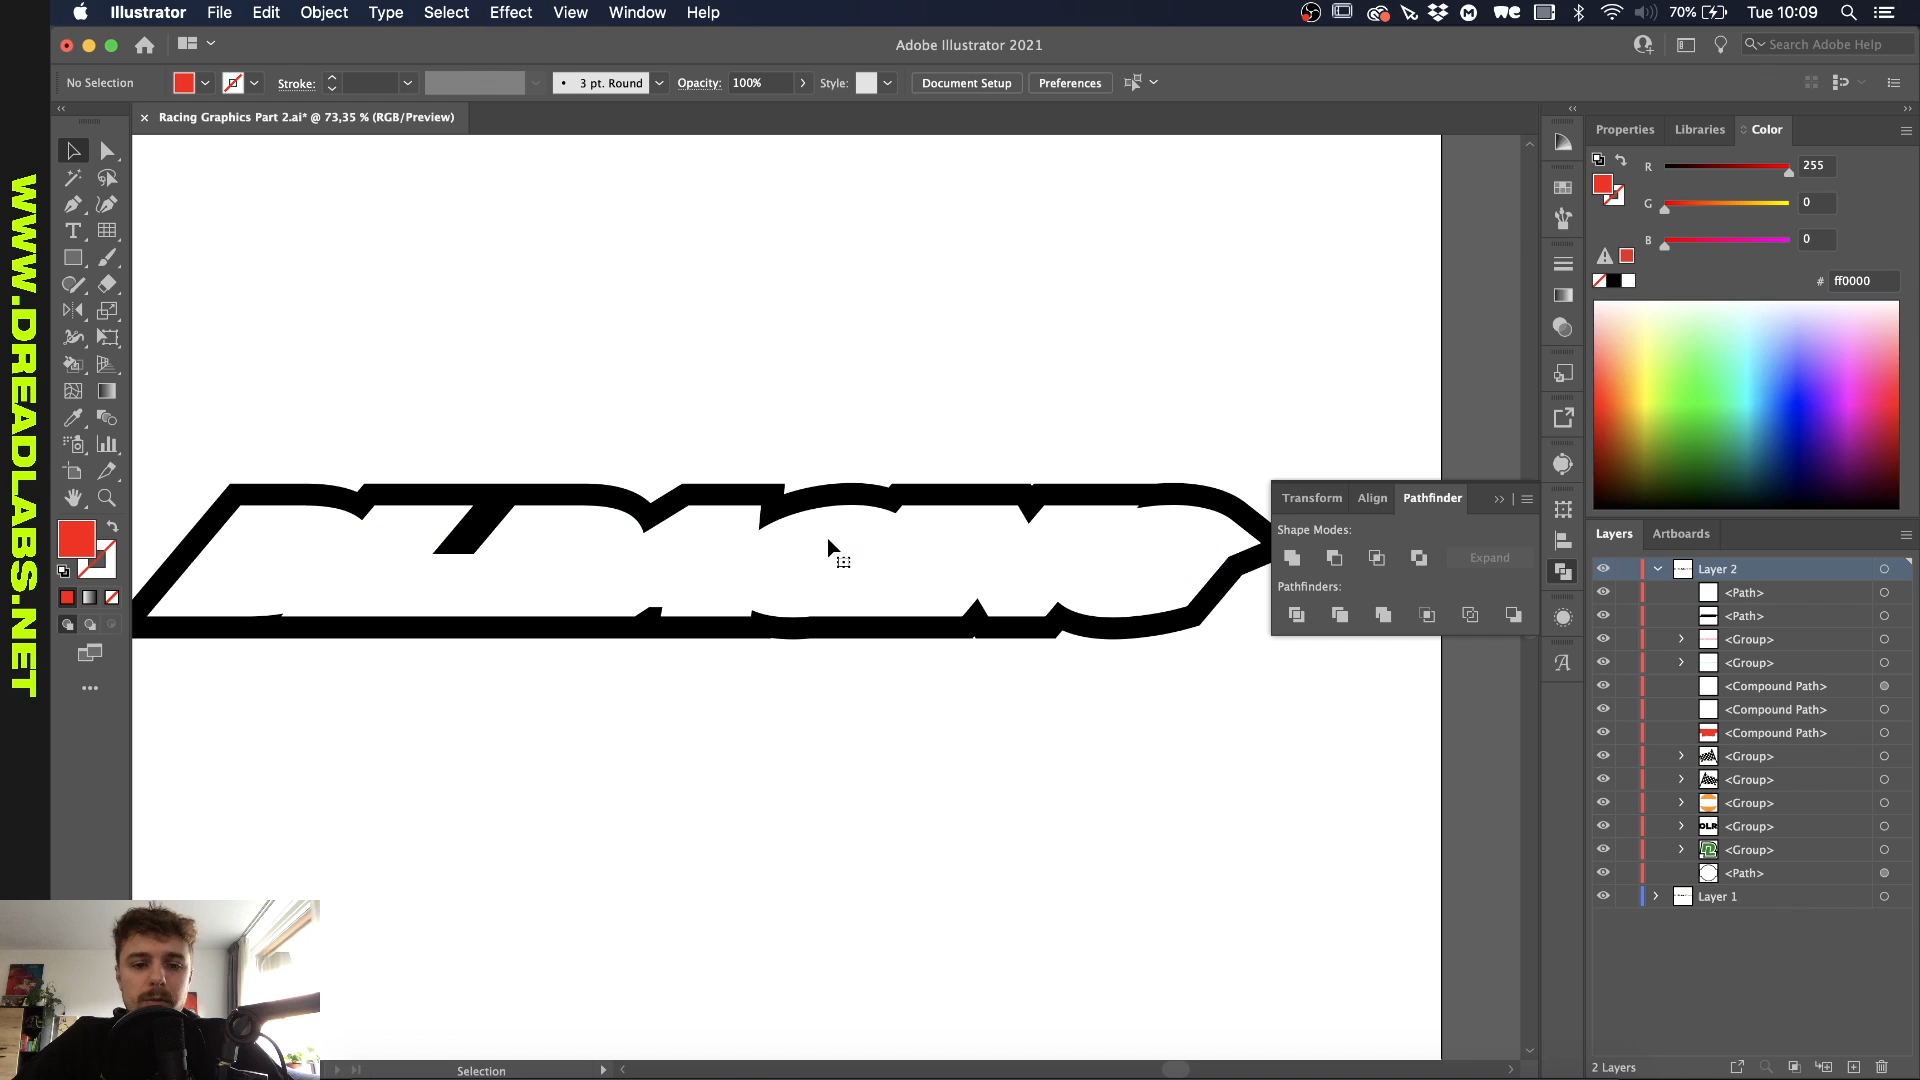 Illustrator File Edit Object Type Select Effect View Window Help
70% Tue 10:09
Adobe Illustrator 2021
Search Adobe Help
No Selection Stroke: 3 pt. Round Opacity: 100% Style: Document Setup Preferences
Racing Graphics Part 2.ai* @ 73,35 % (RGB/Preview)
WWW.DREADLABS.NET
Properties Libraries Color
R 255
G 0
B 0
# ff0000
Transform Align Pathfinder
Shape Modes:
Expand
Pathfinders:
Layers Artboards
Layer 2
<Path>
<Path>
<Group>
<Group>
<Compound Path>
<Compound Path>
<Compound Path>
<Group>
<Group>
<Group>
OLR <Group>
<Group>
<Path>
Layer 1
Selection
2 Layers